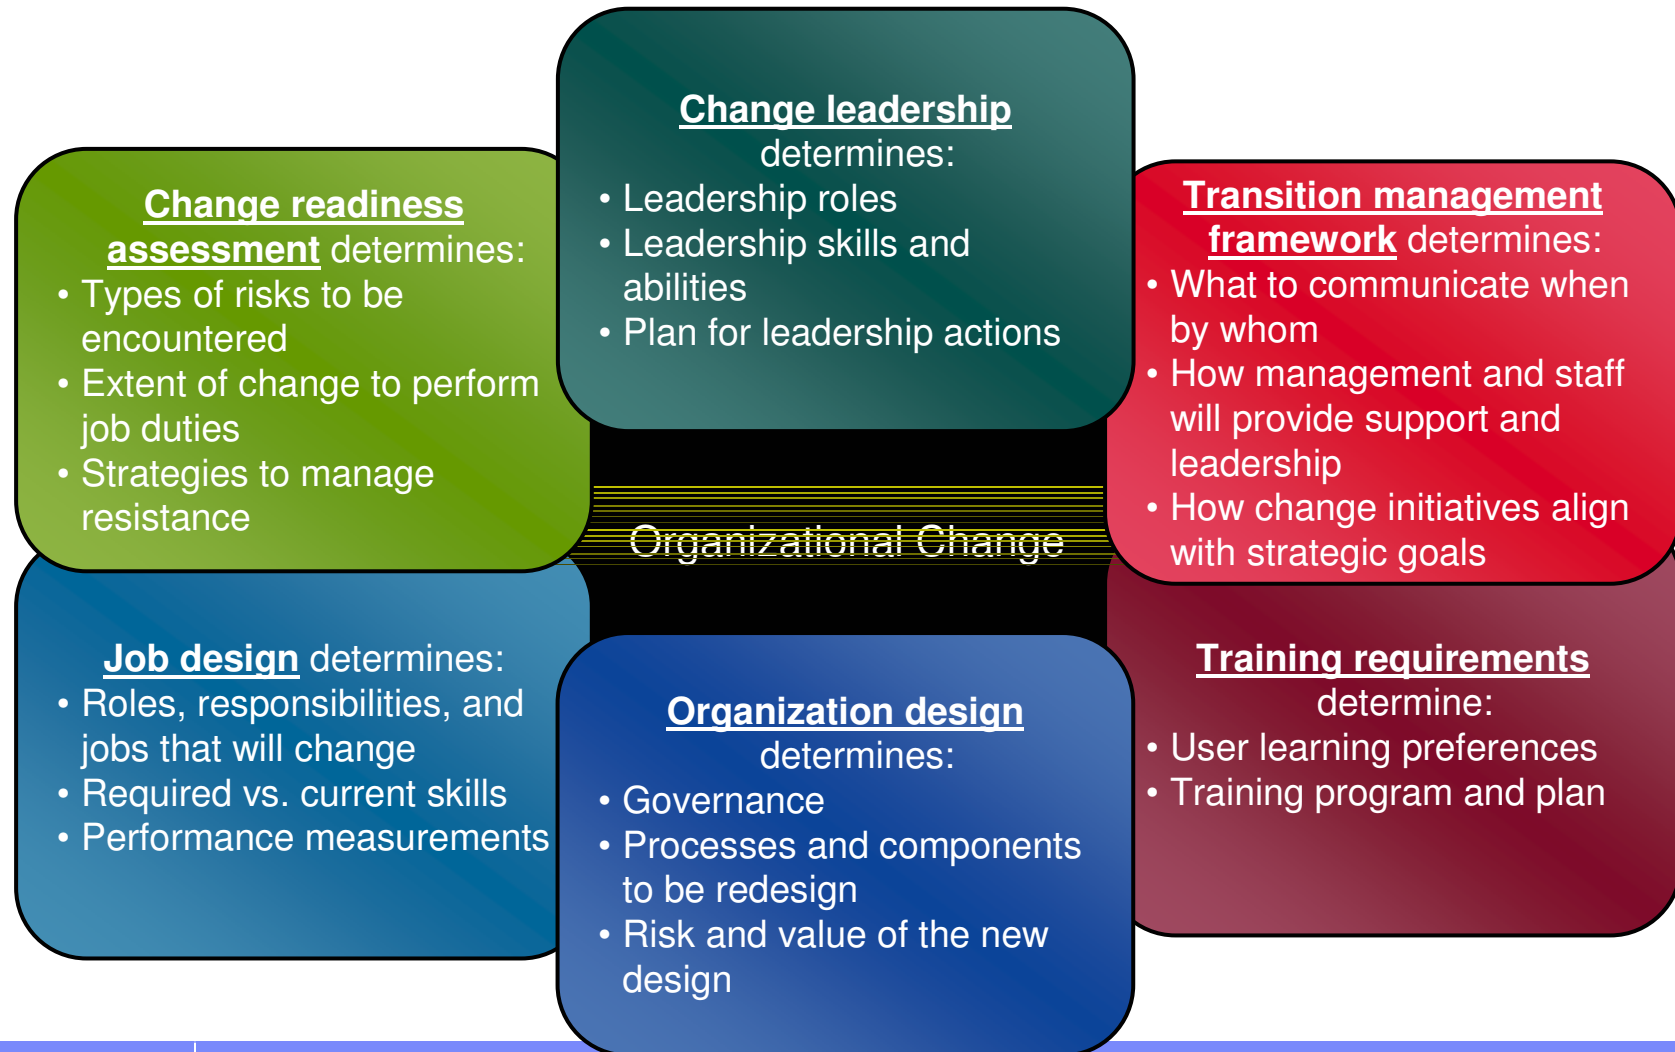 Change leadership
determines:
• Leadership roles
• Leadership skills and
abilities
• Plan for leadership actions
Change readiness
assessment determines:
• Types of risks to be
encountered
• Extent of change to perform
job duties
• Strategies to manage
resistance
Transition management
framework determines:
• What to communicate when
by whom
• How management and staff
will provide support and
leadership
• How change initiatives align
with strategic goals
Organizational Change
Job design determines:
• Roles, responsibilities, and
jobs that will change
• Required vs. current skills
• Performance measurements
Organization design
determines:
• Governance
• Processes and components
to be redesign
• Risk and value of the new
design
Training requirements
determine:
• User learning preferences
• Training program and plan